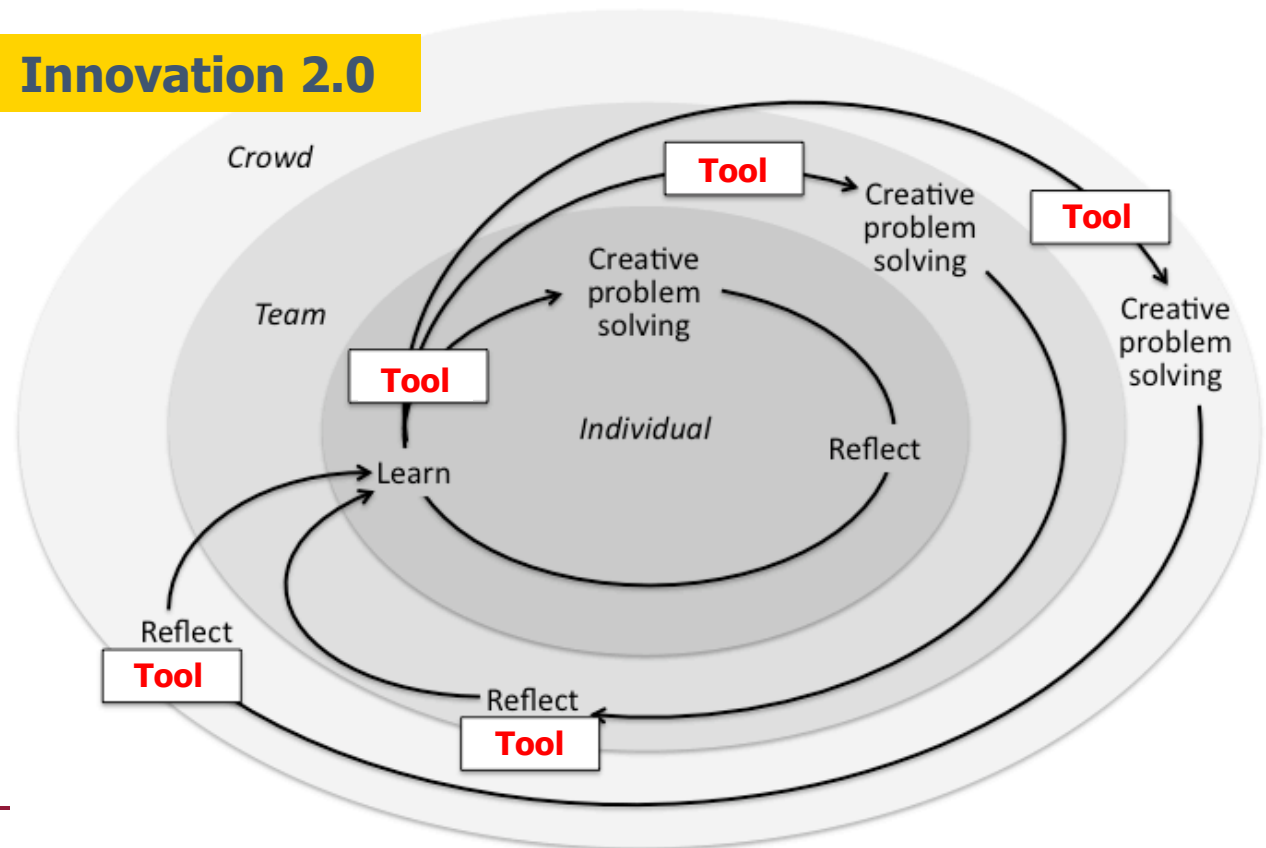 Innovation 2.0
Crowd
Tool
Creative
problem
solving
Tool
Creative
problem
solving
Team
Creative
problem
solving
Tool
Individual
Reflect
Learn
Reflect
Tool
Reflect
Tool